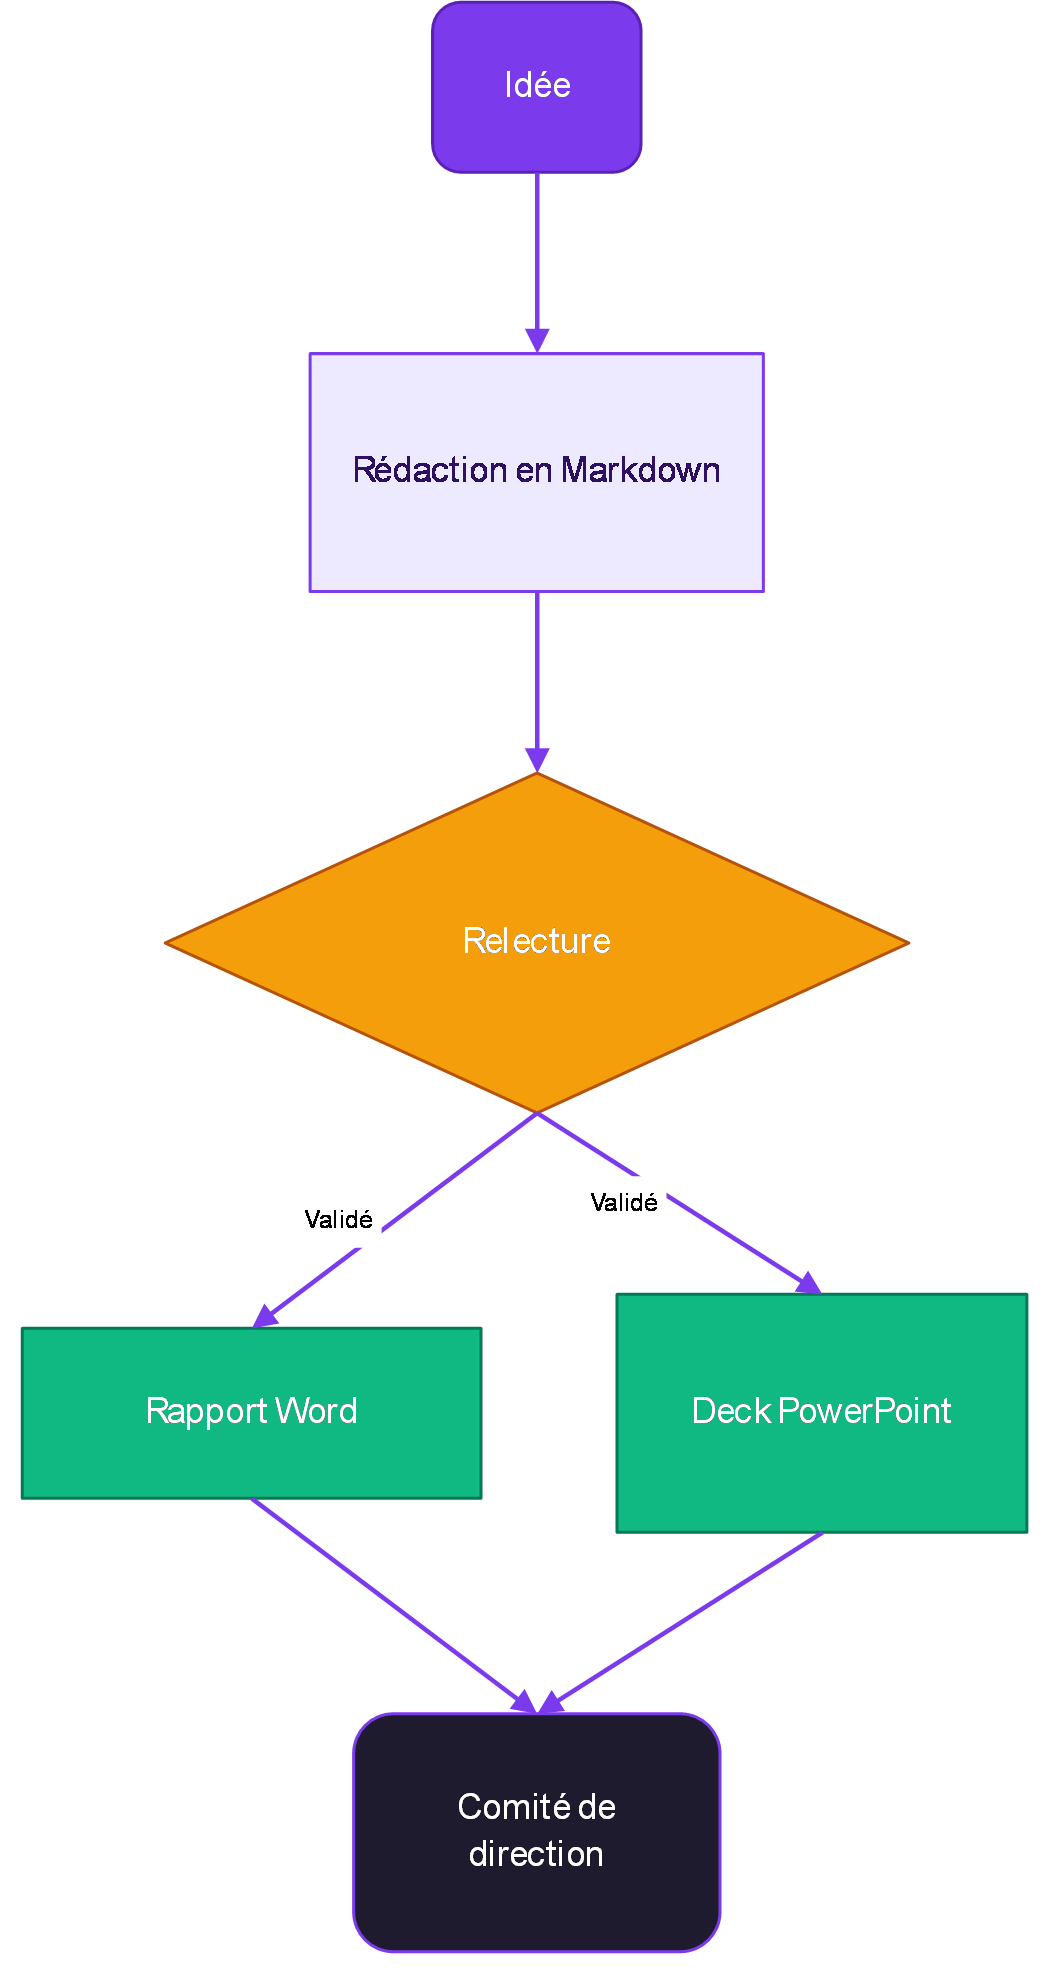 Idée
Rédaction en Markdown
Relecture
Validé
Validé
Rapport Word
Deck PowerPoint
Comité de
direction